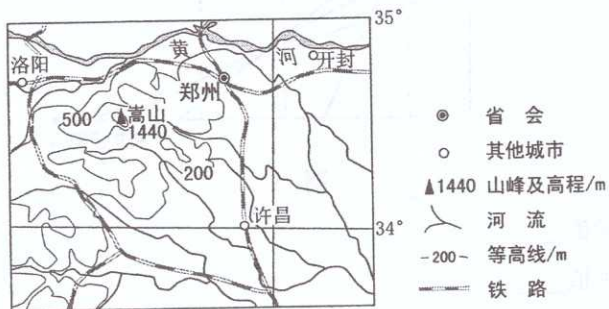 35°
黄
河
开封
洛阳
郑州
500
嵩山
1440
200
许昌
34°
省会
其他城市
1440 山峰及高程/m
河流
-200- 等高线/m
铁路